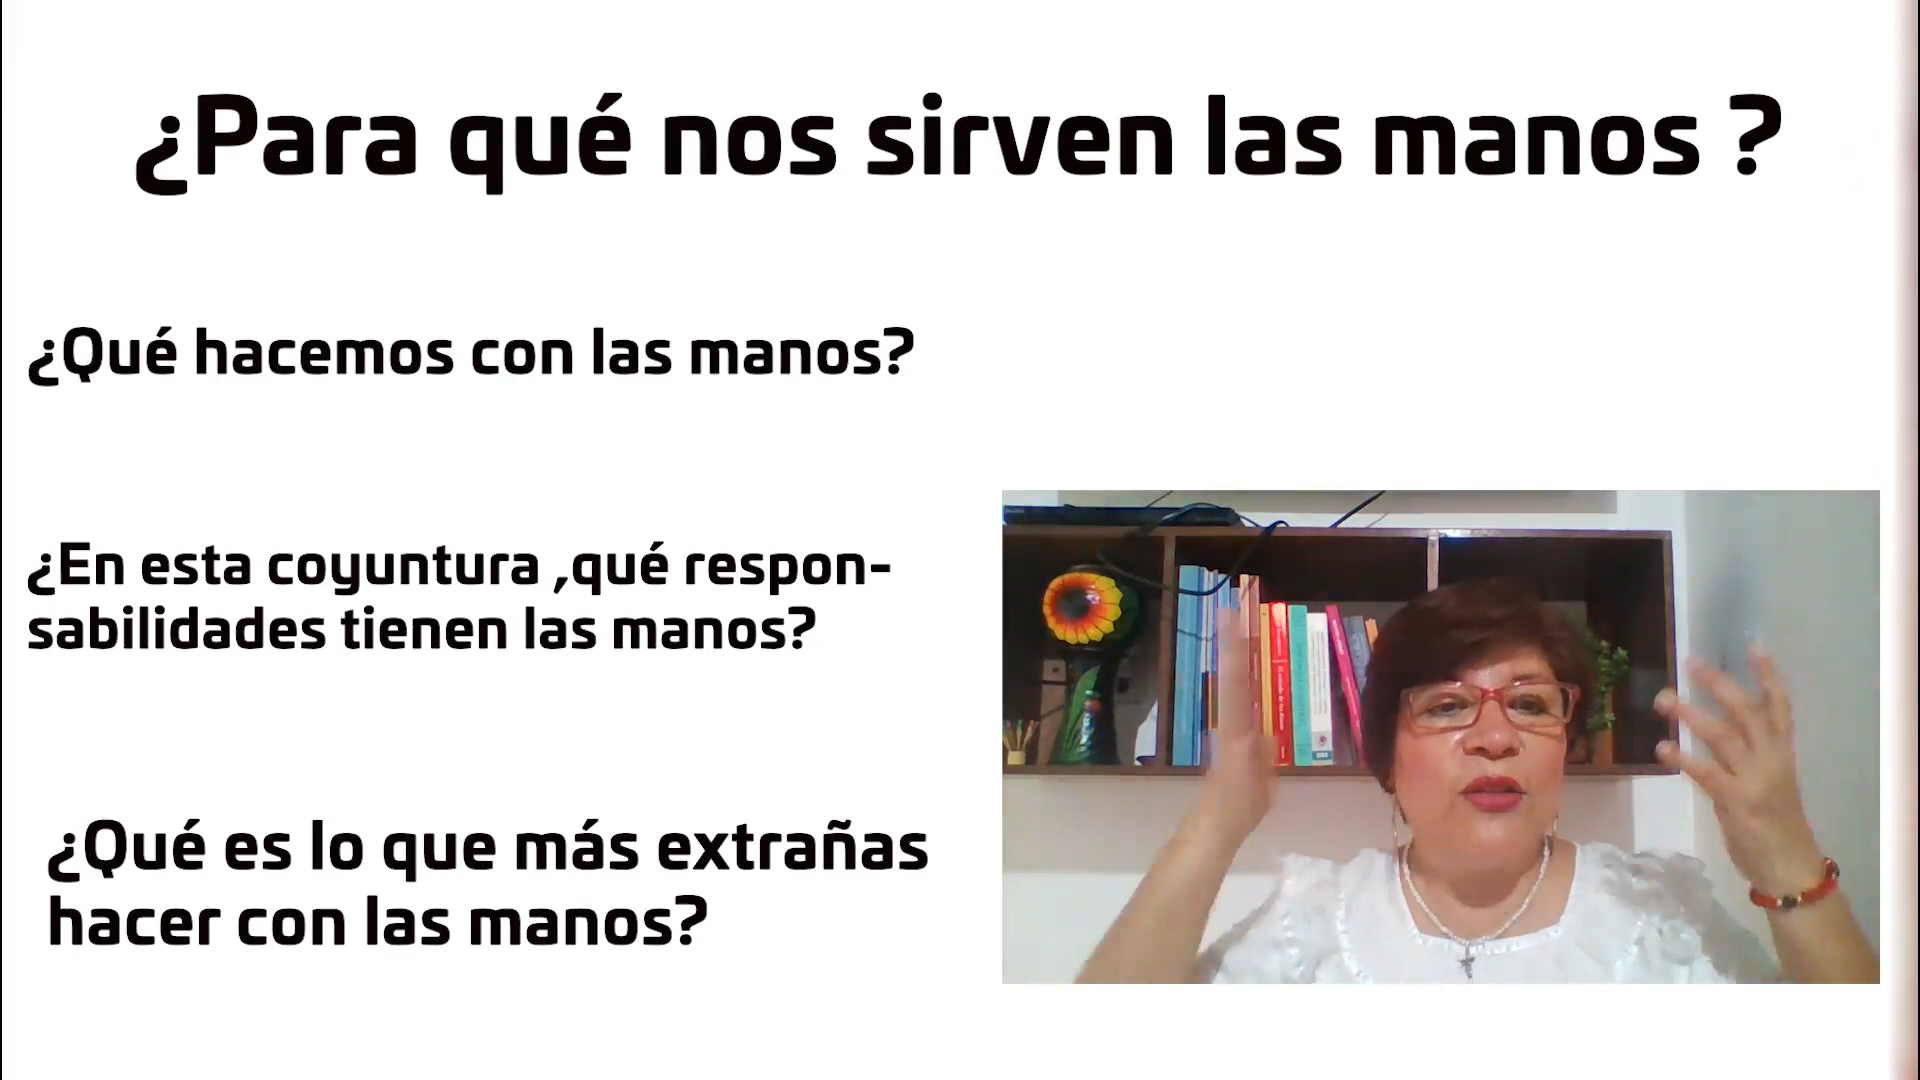 ¿Para qué nos sirven las manos ?
¿Qué hacemos con las manos?
¿En esta coyuntura ,qué respon-
sabilidades tienen las manos?
¿Qué es lo que más extrañas
hacer con las manos?